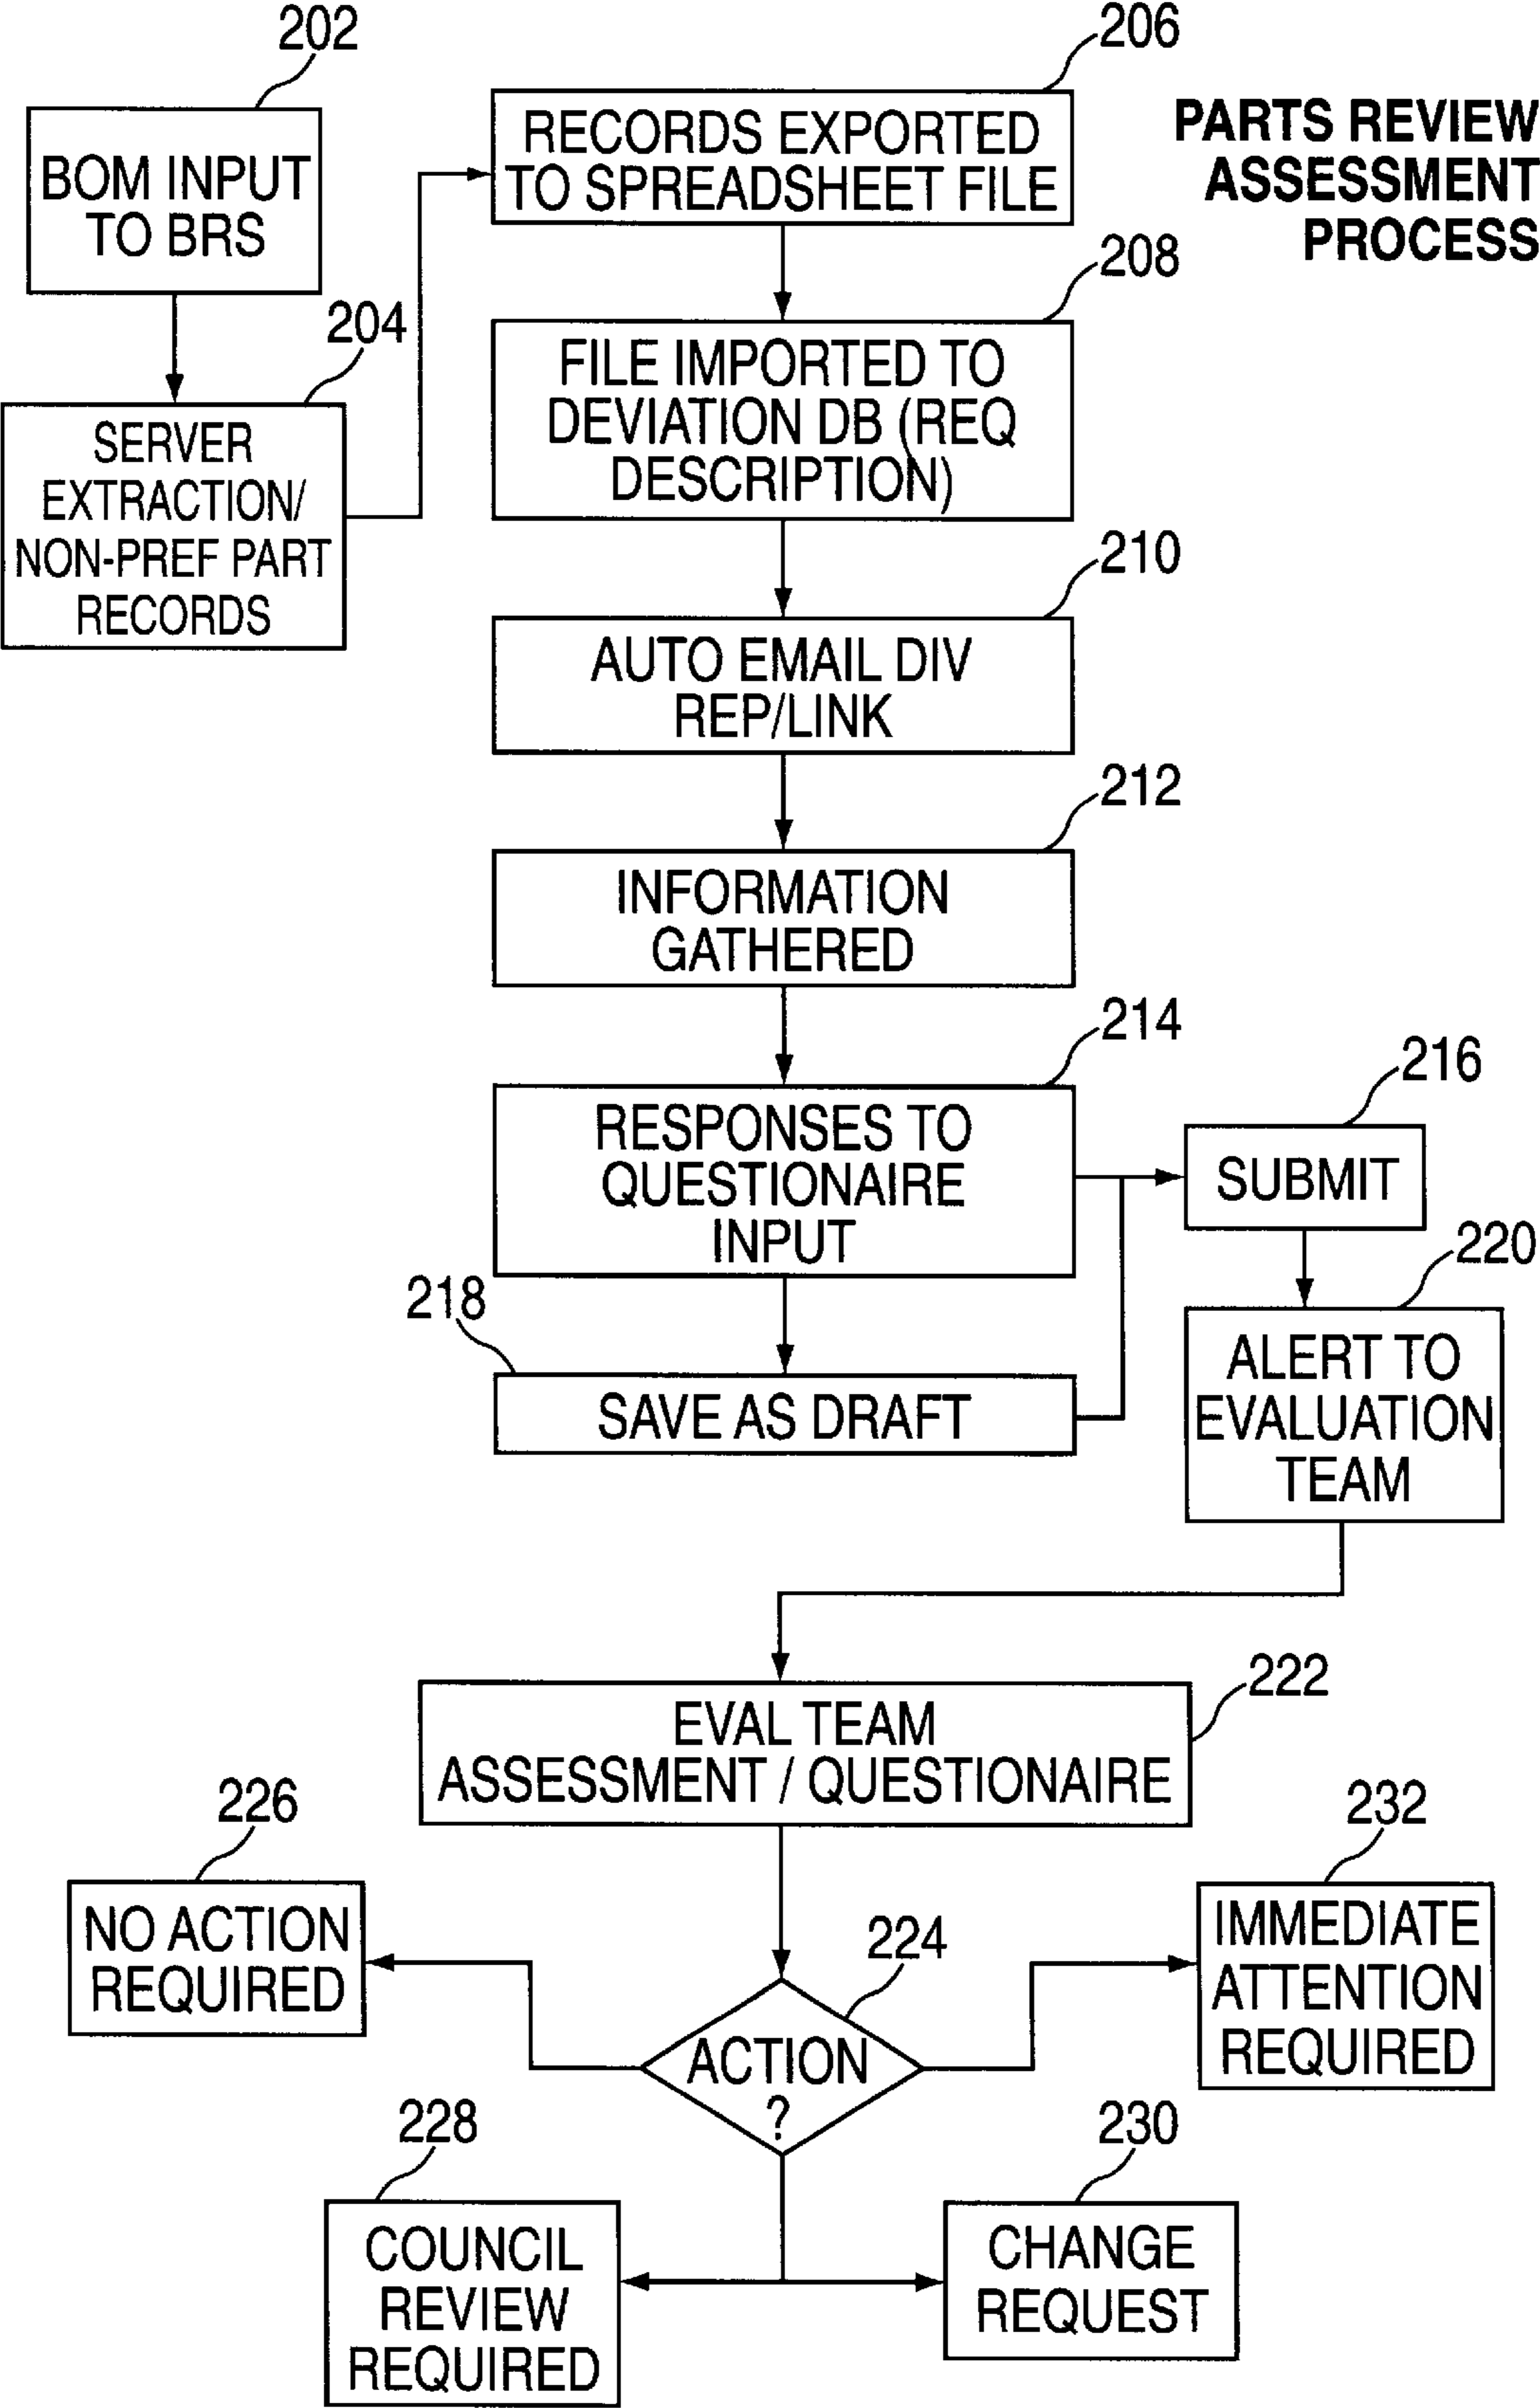 PARTS REVIEW
ASSESSMENT
PROCESS
202
BOM INPUT
TO BRS
204
SERVER
EXTRACTION/
NON-PREF PART
RECORDS
206
RECORDS EXPORTED
TO SPREADSHEET FILE
208
FILE IMPORTED TO
DEVIATION DB (REQ
DESCRIPTION)
210
AUTO EMAIL DIV
REP/LINK
212
INFORMATION
GATHERED
214
RESPONSES TO
QUESTIONAIRE
INPUT
216
SUBMIT
218
SAVE AS DRAFT
220
ALERT TO
EVALUATION
TEAM
222
EVAL TEAM
ASSESSMENT / QUESTIONAIRE
224
ACTION
?
226
NO ACTION
REQUIRED
232
IMMEDIATE
ATTENTION
REQUIRED
228
COUNCIL
REVIEW
REQUIRED
230
CHANGE
REQUEST